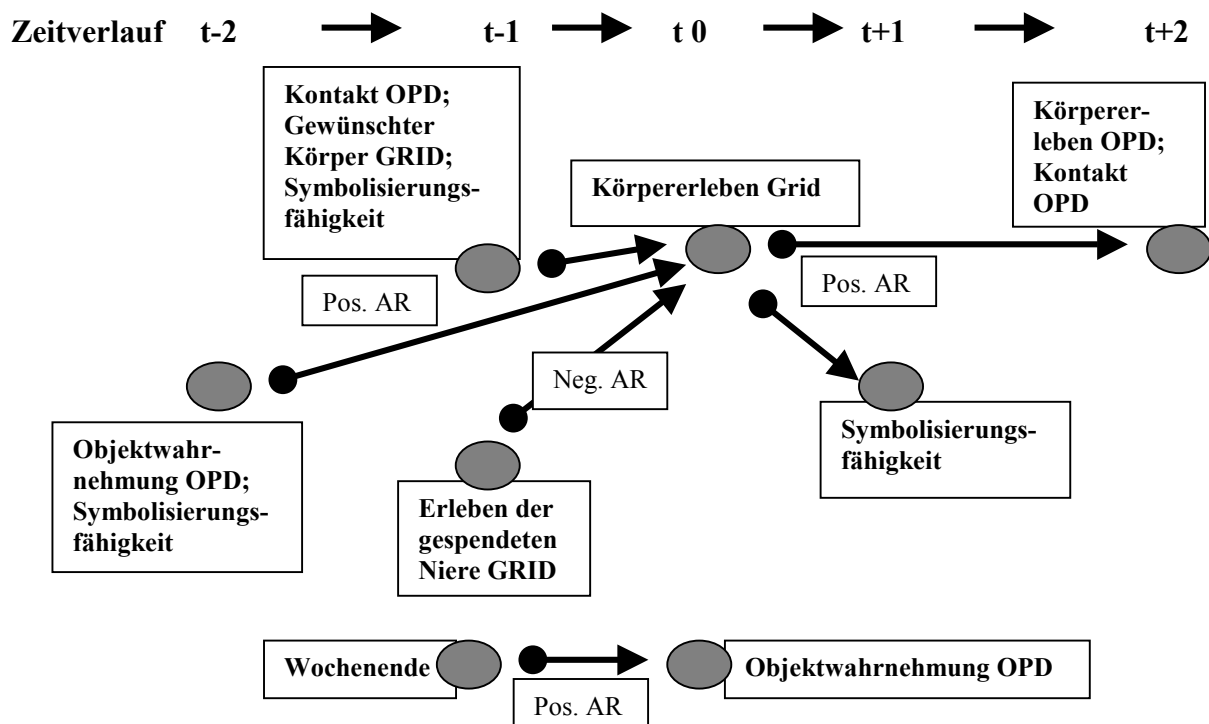 Zeitverlauf t-2 t-1 t 0 t+1 t+2
Kontakt OPD;
Gewünschter
Körper GRID;
Symbolisierungs-
fähigkeit
Körpererleben Grid
Körperer-
leben OPD;
Kontakt
OPD
Pos. AR
Pos. AR
Neg. AR
Objektwahr-
nehmung OPD;
Symbolisierungs-
fähigkeit
Erleben der
gespendeten
Niere GRID
Symbolisierungs-
fähigkeit
Wochenende
Objektwahrnehmung OPD
Pos. AR